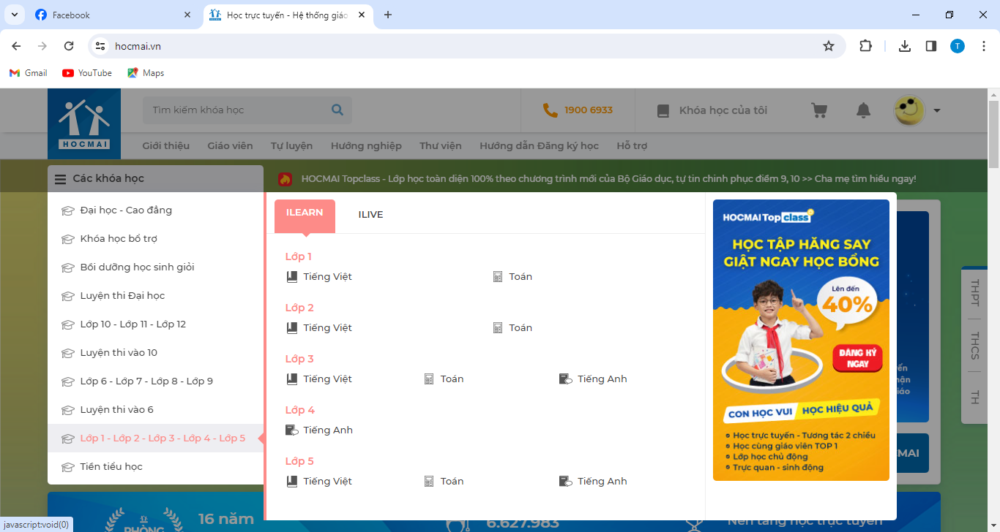 Facebook
Học trực tuyến - Hệ thống giáo
hocmai.vn
T
Gmail
YouTube
Maps
HOCMAI
Tìm kiếm khóa học
1900 6933
Khóa học của tôi
Giới thiệu
Giáo viên
Tự luyện
Hướng nghiệp
Thư viện
Hướng dẫn Đăng ký học
Hỗ trợ
Các khóa học
HOCMAI Topclass - Lớp học toàn diện 100% theo chương trình mới của Bộ Giáo dục, tự tin chinh phục điểm 9, 10 >> Cha mẹ tìm hiểu ngay!
Đại học - Cao đẳng
Khóa học bổ trợ
Bồi dưỡng học sinh giỏi
Luyện thi Đại học
Lớp 10 - Lớp 11 - Lớp 12
Luyện thi vào 10
Lớp 6 - Lớp 7 - Lớp 8 - Lớp 9
Luyện thi vào 6
Lớp 1 - Lớp 2 - Lớp 3 - Lớp 4 - Lớp 5
Tiền tiểu học
ILEARN
ILIVE
Lớp 1
Tiếng Việt
Toán
Lớp 2
Tiếng Việt
Toán
Lớp 3
Tiếng Việt
Toán
Tiếng Anh
Lớp 4
Tiếng Anh
Lớp 5
Tiếng Việt
Toán
Tiếng Anh
HOCMAI Topclass
HỌC TẬP HĂNG SAY
GIẬT NGAY HỌC BỔNG
Lên đến
40%
ĐĂNG KÝ
NGAY
CON HỌC VUI
HỌC HIỆU QUẢ
Học trực tuyến - Tương tác 2 chiều
Học cùng giáo viên TOP 1
Lớp học chủ động
Trực quan - sinh động
THPT
THCS
TH
MAI
javascript:void(0)
PHÒNG
16 năm
6.627.983
Nền tảng học trực tuyến